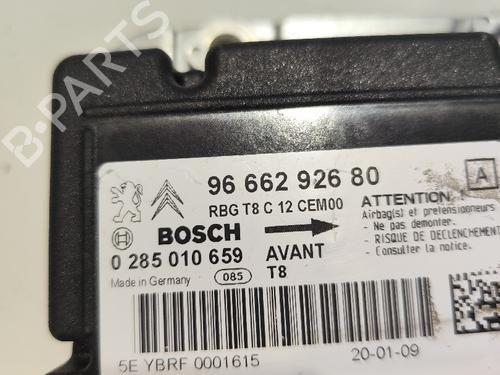 B-PARTS
96 662 926 80
A
RBG T8 C 12 CEM00
BOSCH
AVANT
0 285 010 659
T8
Made in Germany
085
ATTENTION
Airbag(s) et pretensionneurs
- Ne pas demonter.
- RISQUE DE DECLENCHEMENT
- Consulter la notice.
5E YBRF 0001615
20-01-09